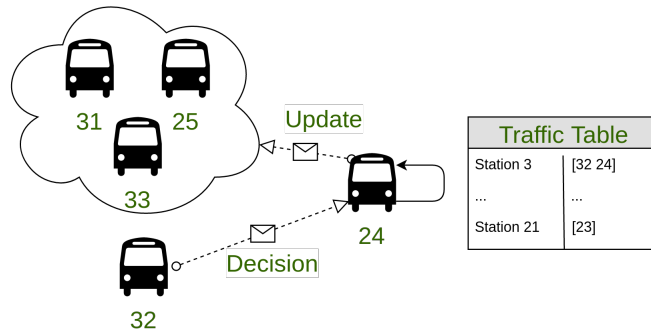 31
25
33
Update
24
Decision
32
Traffic Table
Station 3 [32 24]
... ...
Station 21 [23]